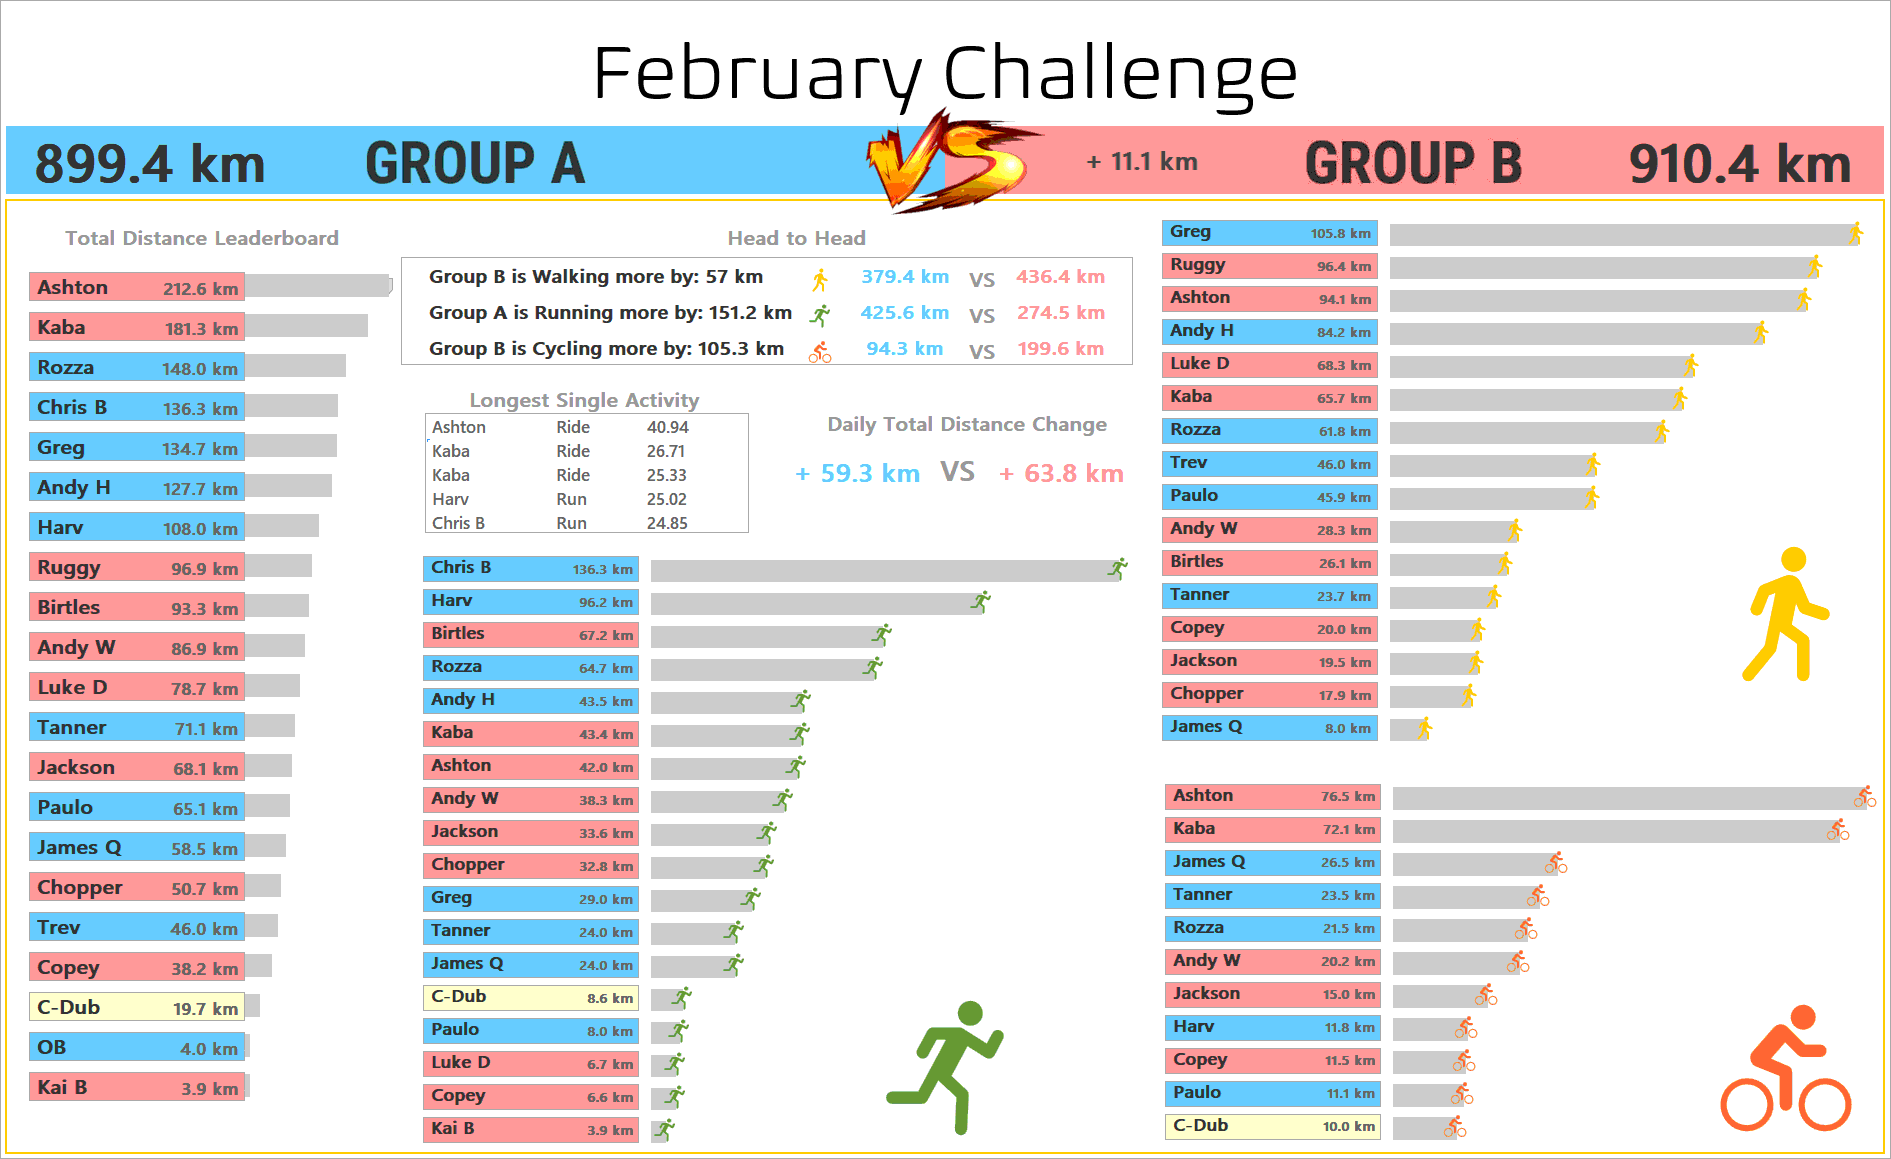 February Challenge
899.4 km GROUP A VS + 11.1 km GROUP B 910.4 km
Total Distance Leaderboard
Ashton 212.6 km
Kaba 181.3 km
Rozza 148.0 km
Chris B 136.3 km
Greg 134.7 km
Andy H 127.7 km
Harv 108.0 km
Ruggy 96.9 km
Birtles 93.3 km
Andy W 86.9 km
Luke D 78.7 km
Tanner 71.1 km
Jackson 68.1 km
Paulo 65.1 km
James Q 58.5 km
Chopper 50.7 km
Trev 46.0 km
Copey 38.2 km
C-Dub 19.7 km
OB 4.0 km
Kai B 3.9 km
Head to Head
Group B is Walking more by: 57 km 379.4 km VS 436.4 km
Group A is Running more by: 151.2 km 425.6 km VS 274.5 km
Group B is Cycling more by: 105.3 km 94.3 km VS 199.6 km
Longest Single Activity
Ashton Ride 40.94
Kaba Ride 26.71
Kaba Ride 25.33
Harv Run 25.02
Chris B Run 24.85
Daily Total Distance Change
+ 59.3 km VS + 63.8 km
Chris B 136.3 km
Harv 96.2 km
Birtles 67.2 km
Rozza 64.7 km
Andy H 43.5 km
Kaba 43.4 km
Ashton 42.0 km
Andy W 38.3 km
Jackson 33.6 km
Chopper 32.8 km
Greg 29.0 km
Tanner 24.0 km
James Q 24.0 km
C-Dub 8.6 km
Paulo 8.0 km
Luke D 6.7 km
Copey 6.6 km
Kai B 3.9 km
Greg 105.8 km
Ruggy 96.4 km
Ashton 94.1 km
Andy H 84.2 km
Luke D 68.3 km
Kaba 65.7 km
Rozza 61.8 km
Trev 46.0 km
Paulo 45.9 km
Andy W 28.3 km
Birtles 26.1 km
Tanner 23.7 km
Copey 20.0 km
Jackson 19.5 km
Chopper 17.9 km
James Q 8.0 km
Ashton 76.5 km
Kaba 72.1 km
James Q 26.5 km
Tanner 23.5 km
Rozza 21.5 km
Andy W 20.2 km
Jackson 15.0 km
Harv 11.8 km
Copey 11.5 km
Paulo 11.1 km
C-Dub 10.0 km